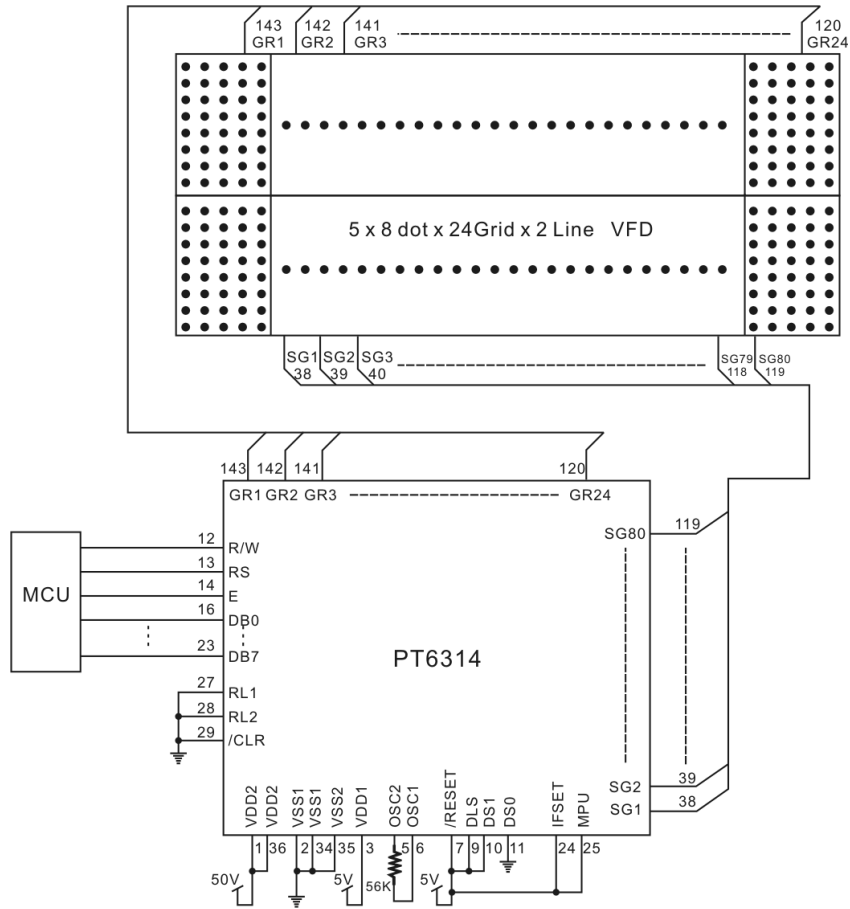 143 142 141 120
GR1 GR2 GR3 GR24
5 x 8 dot x 24Grid x 2 Line VFD
SG1 SG2 SG3 SG79 SG80
38 39 40 118 119
143 142 141 120
GR1 GR2 GR3 GR24
SG80 119
MCU
12 R/W
13 RS
14 E
16 DB0
23 DB7
PT6314
27 RL1
28 RL2
29 /CLR
SG2 39
SG1 38
VDD2 VDD2 VSS1 VSS1 VSS2 VDD1 OSC2 OSC1 /RESET DLS DS1 DS0 IFSET MPU
1 36 2 34 35 3 5 6 7 9 10 11 24 25
50V 5V 56K 5V